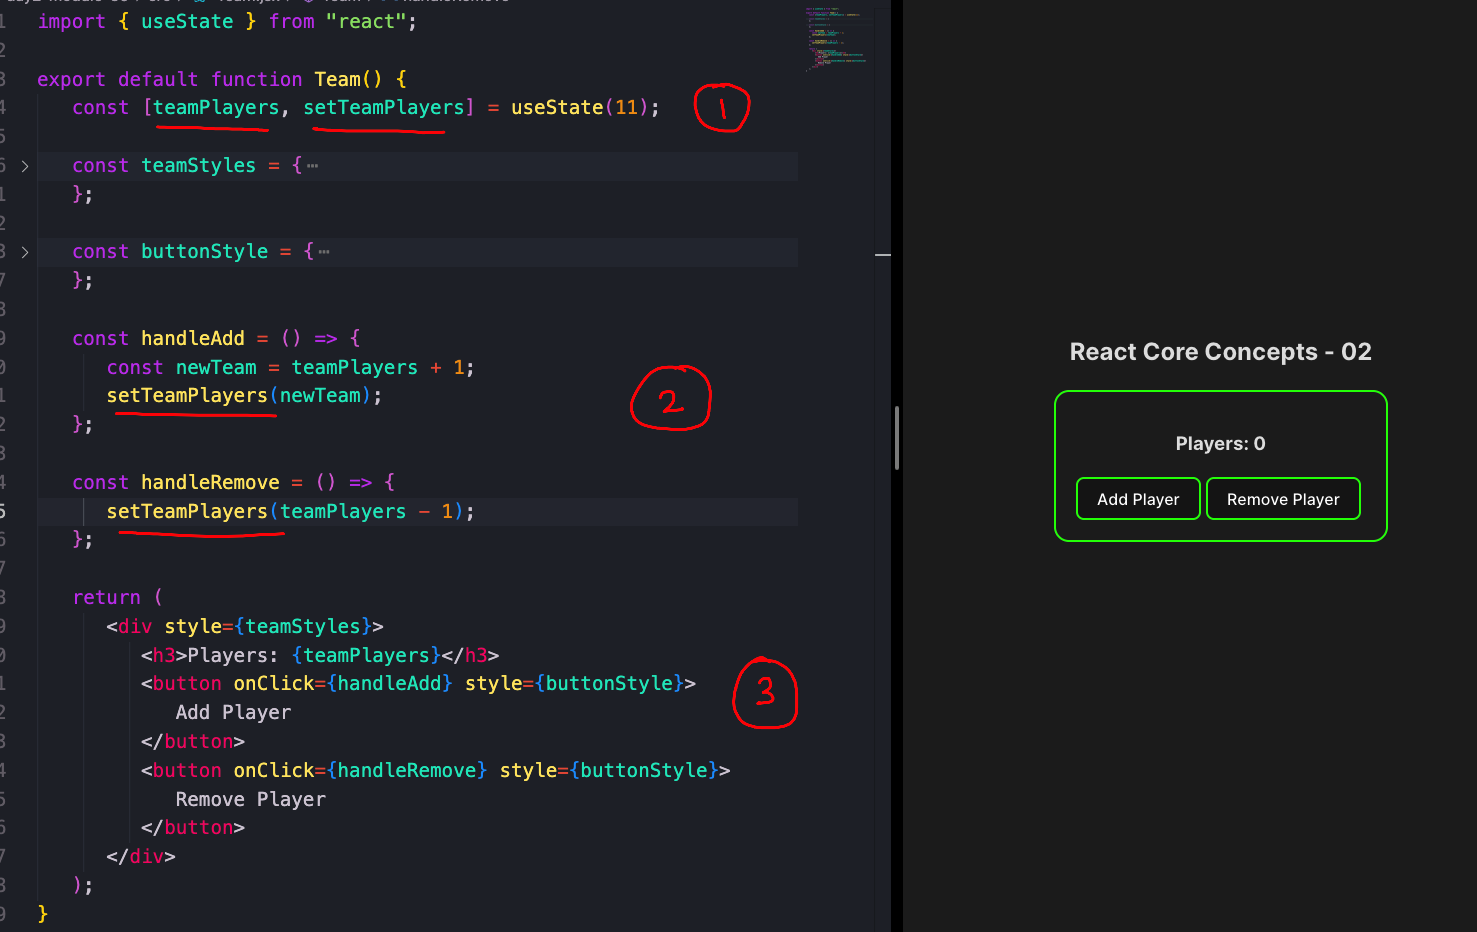 import { useState } from "react";
export default function Team() {
const [teamPlayers, setTeamPlayers] = useState(11);
1
const teamStyles = {⋯
};
const buttonStyle = {⋯
};
const handleAdd = () => {
const newTeam = teamPlayers + 1;
setTeamPlayers(newTeam);
2
};
const handleRemove = () => {
setTeamPlayers(teamPlayers - 1);
};
return (
<div style={teamStyles}>
<h3>Players: {teamPlayers}</h3>
<button onClick={handleAdd} style={buttonStyle}>
3
Add Player
</button>
<button onClick={handleRemove} style={buttonStyle}>
Remove Player
</button>
</div>
);
}
React Core Concepts - 02
Players: 0
Add Player
Remove Player